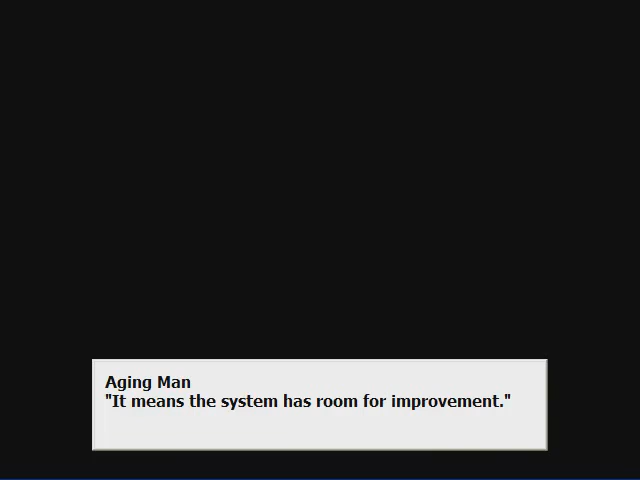 Aging Man
"It means the system has room for improvement."